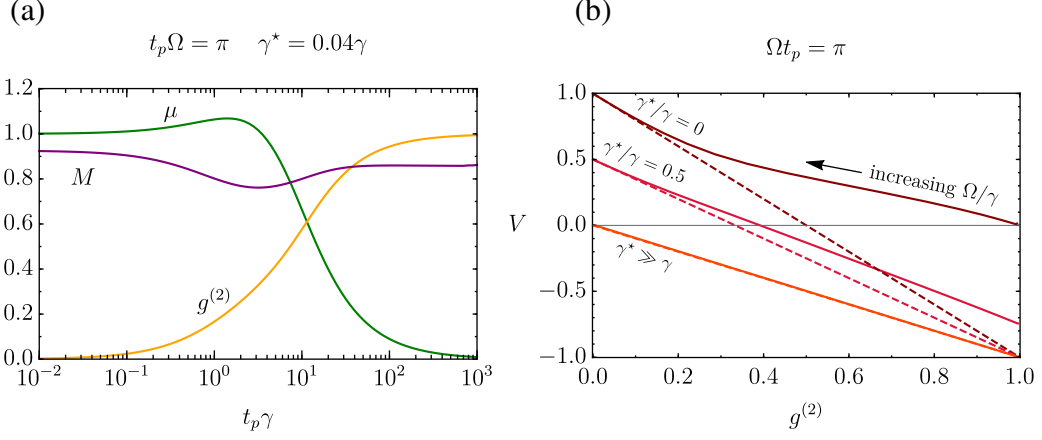 (a)
t_pΩ = π γ* = 0.04γ
1.2
1.0
0.8
0.6
0.4
0.2
0.0
μ
M
g^(2)
10^−2 10^−1 10^0 10^1 10^2 10^3
t_pγ
(b)
Ωt_p = π
1.0
0.5
0.0
−0.5
−1.0
V
γ*/γ = 0
γ*/γ = 0.5
γ* ≫ γ
increasing Ω/γ
0.0 0.2 0.4 0.6 0.8 1.0
g^(2)